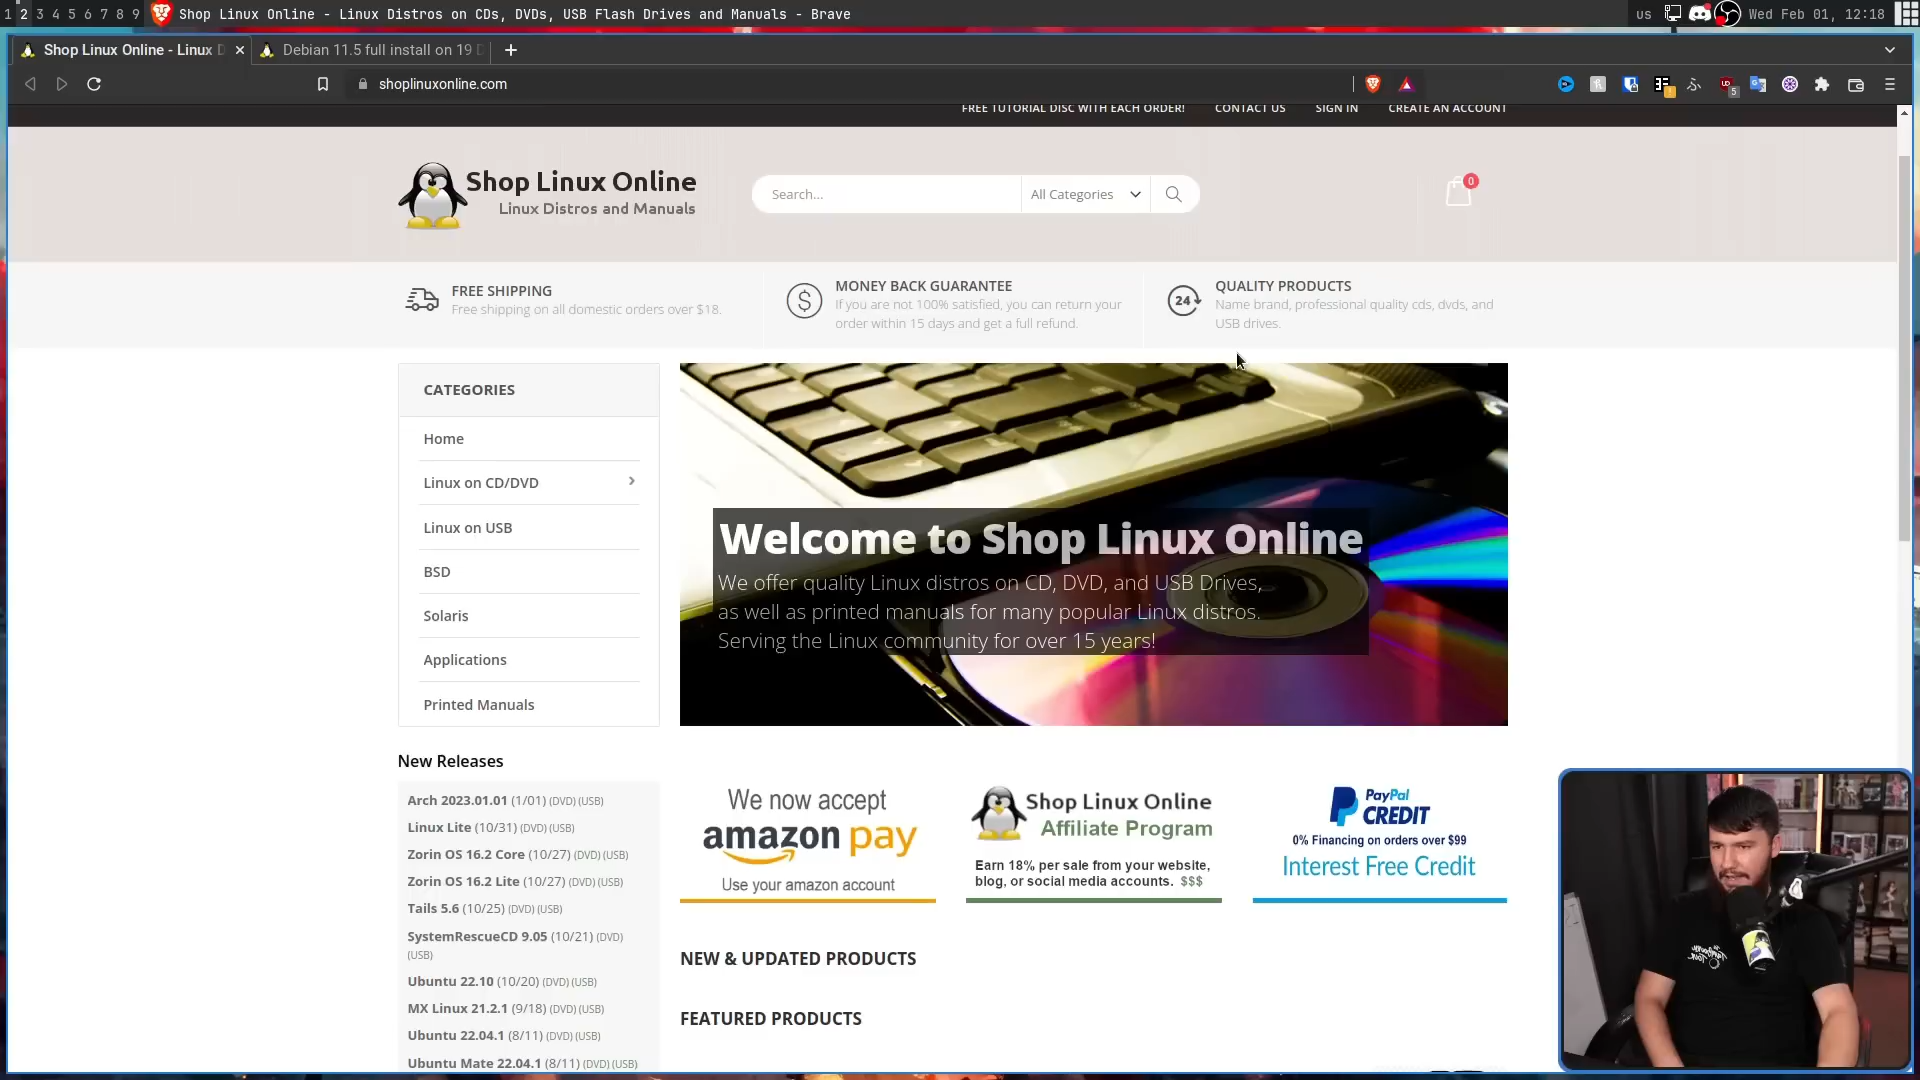 1 2 3 4 5 6 7 8 9 Shop Linux Online - Linux Distros on CDs, DVDs, USB Flash Drives and Manuals - Brave us Wed Feb 01, 12:18
Shop Linux Online - Linux D Debian 11.5 full install on 19 D
shoplinuxonline.com
FREE TUTORIAL DISC WITH EACH ORDER! CONTACT US SIGN IN CREATE AN ACCOUNT
Shop Linux Online
Linux Distros and Manuals
Search... All Categories
0
FREE SHIPPING
Free shipping on all domestic orders over $18.
MONEY BACK GUARANTEE
If you are not 100% satisfied, you can return your
order within 15 days and get a full refund.
24
QUALITY PRODUCTS
Name brand, professional quality cds, dvds, and
USB drives.
CATEGORIES
Home
Linux on CD/DVD
Linux on USB
BSD
Solaris
Applications
Printed Manuals
Welcome to Shop Linux Online
We offer quality Linux distros on CD, DVD, and USB Drives,
as well as printed manuals for many popular Linux distros.
Serving the Linux community for over 15 years!
New Releases
Arch 2023.01.01 (1/01) (DVD) (USB)
Linux Lite (10/31) (DVD) (USB)
Zorin OS 16.2 Core (10/27) (DVD) (USB)
Zorin OS 16.2 Lite (10/27) (DVD) (USB)
Tails 5.6 (10/25) (DVD) (USB)
SystemRescueCD 9.05 (10/21) (DVD)
(USB)
Ubuntu 22.10 (10/20) (DVD) (USB)
MX Linux 21.2.1 (9/18) (DVD) (USB)
Ubuntu 22.04.1 (8/11) (DVD) (USB)
Ubuntu Mate 22.04.1 (8/11) (DVD) (USB)
We now accept
amazon pay
Use your amazon account
Shop Linux Online
Affiliate Program
Earn 18% per sale from your website,
blog, or social media accounts. $$$
PayPal
CREDIT
0% Financing on orders over $99
Interest Free Credit
NEW & UPDATED PRODUCTS
FEATURED PRODUCTS